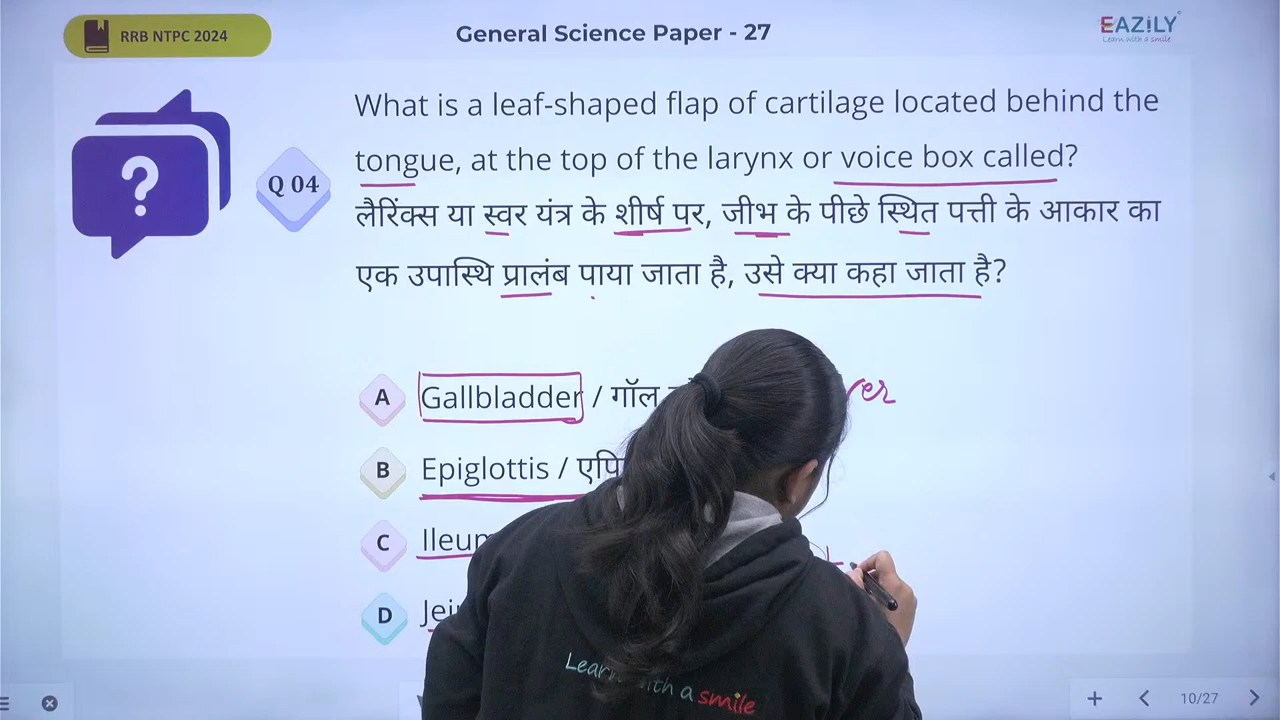 RRB NTPC 2024
General Science Paper - 27
EAZILY
Learn with a smile
Q 04
What is a leaf-shaped flap of cartilage located behind the
tongue, at the top of the larynx or voice box called?
लैरिंक्स या स्वर यंत्र के शीर्ष पर, जीभ के पीछे स्थित पत्ती के आकार का
एक उपास्थि प्रालंब पाया जाता है, उसे क्या कहा जाता है?
A Gallbladder / गॉल
B Epiglottis /
C
D
Learn with a smile
10/27